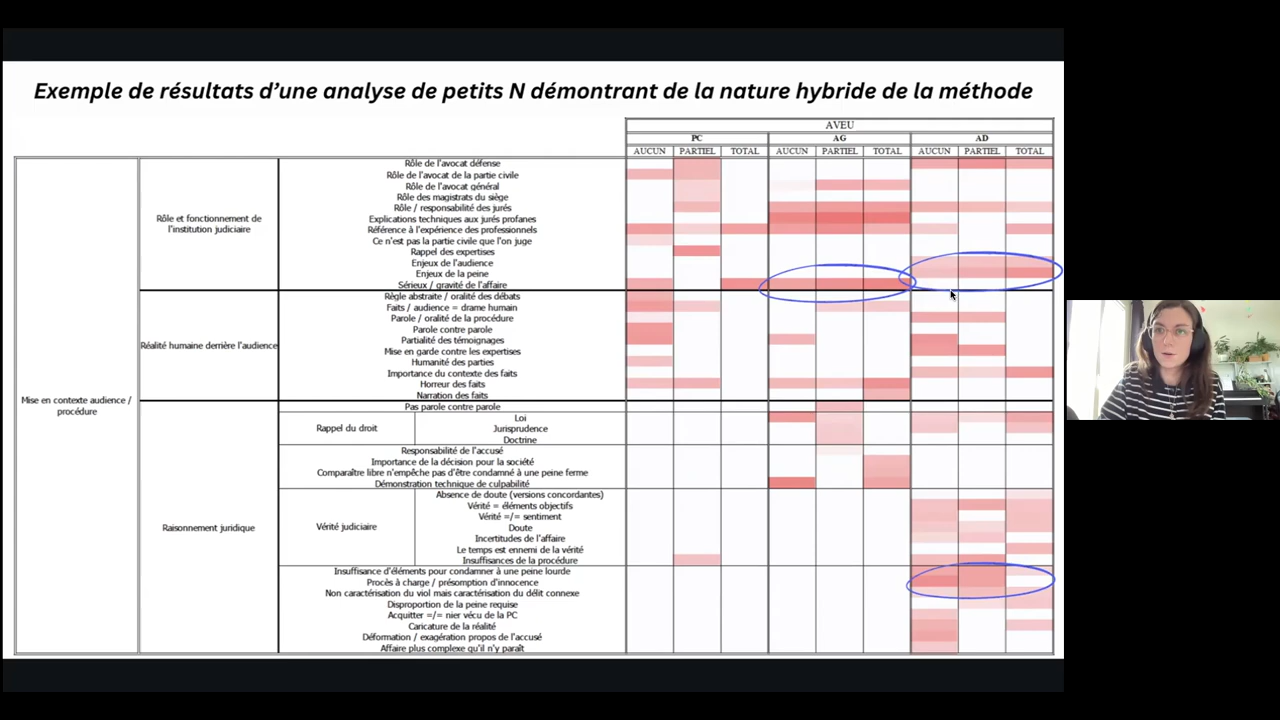 Exemple de résultats d'une analyse de petits N démontrant de la nature hybride de la méthode
AVEU
PC AG AD
AUCUN PARTIEL TOTAL AUCUN PARTIEL TOTAL AUCUN PARTIEL TOTAL
Mise en contexte audience /
procédure
Rôle et fonctionnement de
l'institution judiciaire
Rôle de l'avocat défense
Rôle de l'avocat de la partie civile
Rôle de l'avocat général
Rôle des magistrats du siège
Rôle / responsabilité des jurés
Explications techniques aux jurés profanes
Référence à l'expérience des professionnels
Ce n'est pas la partie civile que l'on juge
Rappel des expertises
Enjeux de l'audience
Enjeux de la peine
Sérieux / gravité de l'affaire
Réalité humaine derrière l'audience
Règle abstraite / oralité des débats
Faits / audience = drame humain
Parole / oralité de la procédure
Parole contre parole
Partialité des témoignages
Mise en garde contre les expertises
Humanité des parties
Importance du contexte des faits
Horreur des faits
Narration des faits
Raisonnement juridique
Pas parole contre parole
Rappel du droit
Loi
Jurisprudence
Doctrine
Responsabilité de l'accusé
Importance de la décision pour la société
Comparaître libre n'empêche pas d'être condamné à une peine ferme
Démonstration technique de culpabilité
Vérité judiciaire
Absence de doute (versions concordantes)
Vérité = éléments objectifs
Vérité =/= sentiment
Doute
Incertitudes de l'affaire
Le temps est ennemi de la vérité
Insuffisances de la procédure
Insuffisance d'éléments pour condamner à une peine lourde
Procès à charge / présomption d'innocence
Non caractérisation du viol mais caractérisation du délit connexe
Disproportion de la peine requise
Acquitter =/= nier vécu de la PC
Caricature de la réalité
Déformation / exagération propos de l'accusé
Affaire plus complexe qu'il n'y paraît